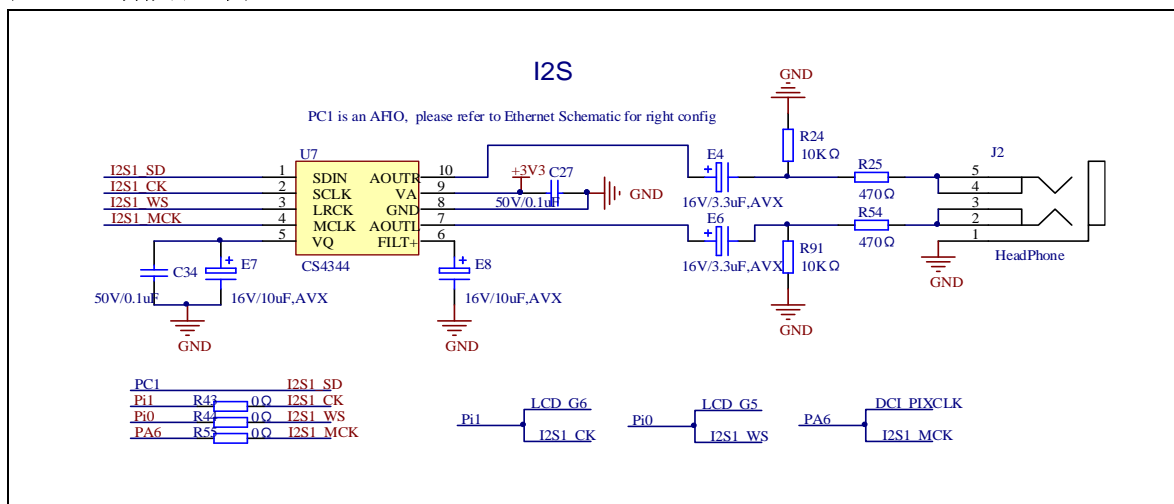 I2S
PC1 is an AFIO, please refer to Ethernet Schematic for right config
GND
R24
10KΩ
U7
E4
+3V3
C27
R25
J2
I2S1_SD
1
SDIN
AOUTR
10
470Ω
5
I2S1_CK
2
SCLK
VA
9
50V/0.1uF
GND
16V/3.3uF,AVX
4
I2S1_WS
3
LRCK
GND
8
E6
R54
3
I2S1_MCK
4
MCLK
AOUTL
7
2
5
VQ
FILT+
6
470Ω
1
CS4344
16V/3.3uF,AVX
R91
10KΩ
HeadPhone
C34
E7
E8
50V/0.1uF
16V/10uF,AVX
16V/10uF,AVX
GND
GND
GND
PC1
I2S1_SD
Pi1
R43
0Ω
I2S1_CK
Pi0
R44
0Ω
I2S1_WS
PA6
R55
0Ω
I2S1_MCK
Pi1
LCD_G6
I2S1_CK
Pi0
LCD_G5
I2S1_WS
PA6
DCI_PIXCLK
I2S1_MCK